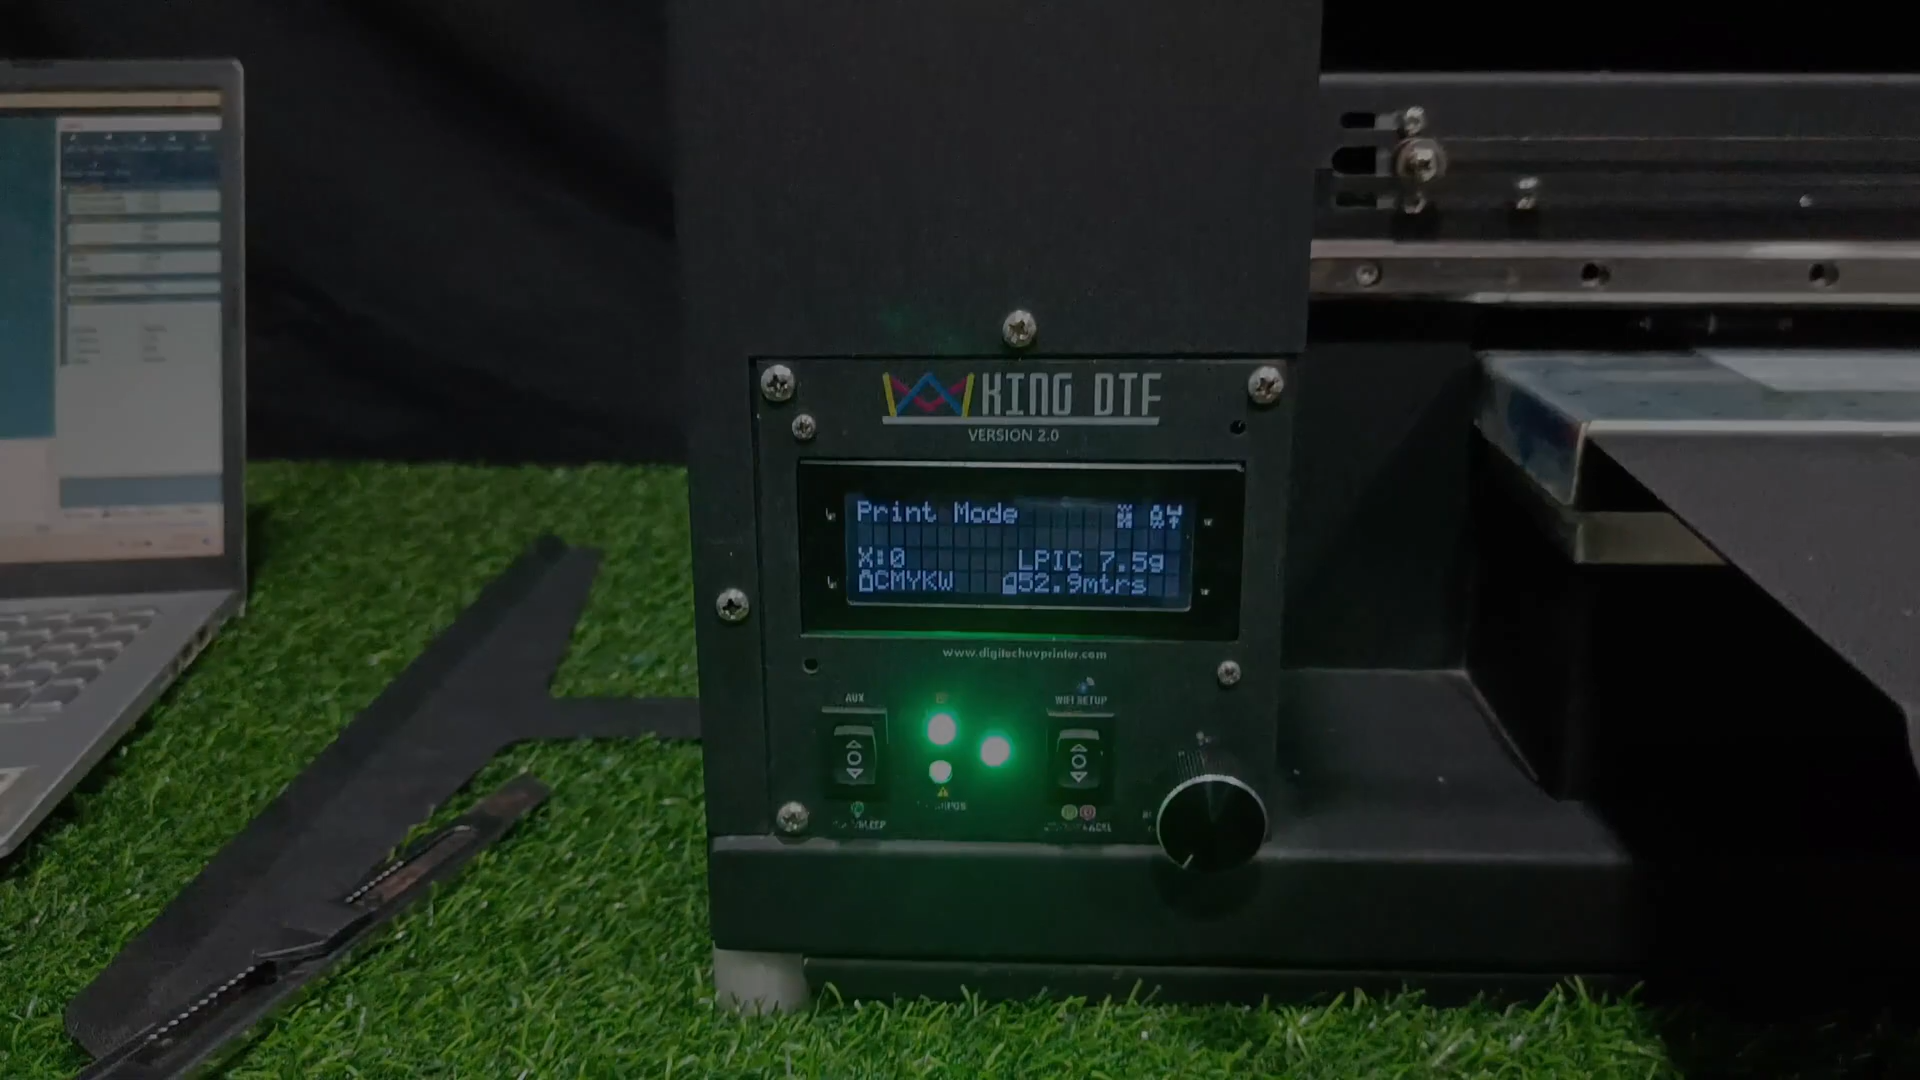 KING DTF
VERSION 2.0
Print Mode
X:0 LPIC 7.5g
CMYKW 52.9mtrs
www.digitechuvprinter.com
AUX
WIFI SETUP